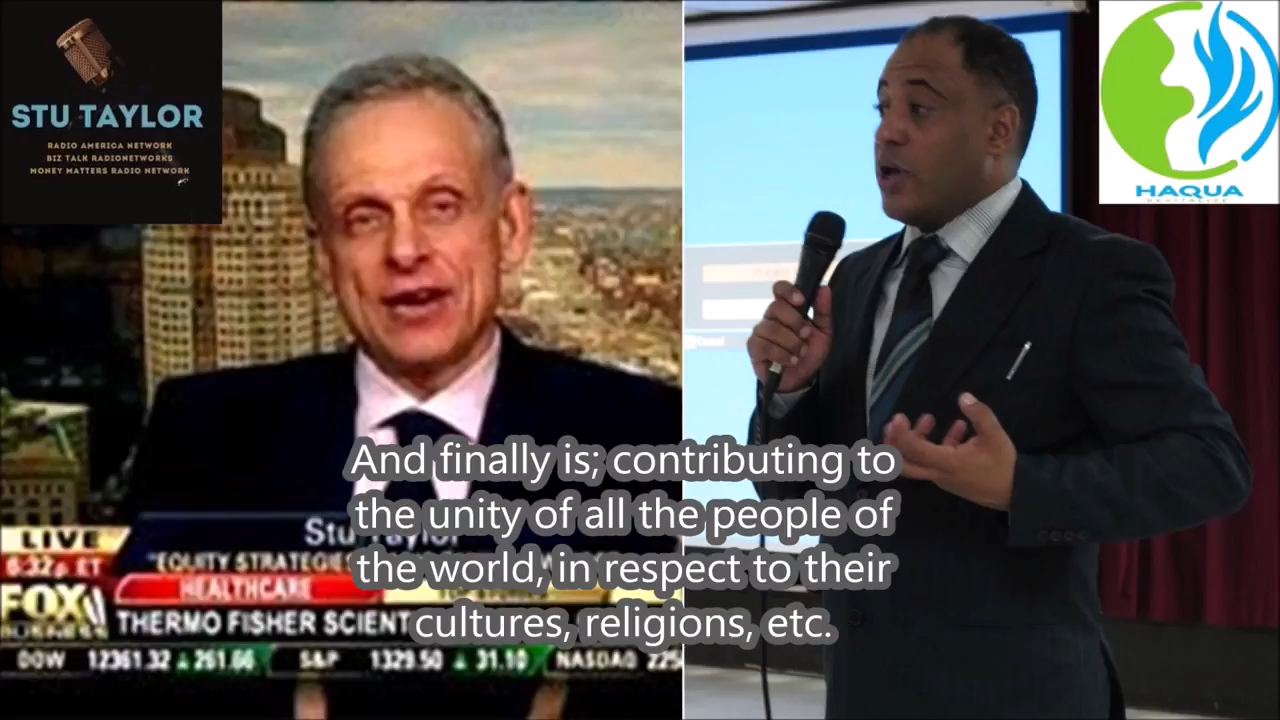 STU TAYLOR
RADIO AMERICA NETWORK
BIZ TALK RADIONETWORKS
MONEY MATTERS RADIO NETWORK
HAQUA
REVITALIZE
And finally is; contributing to
the unity of all the people of
the world, in respect to their
cultures, religions, etc.
Stu Taylor
LIVE
6:32p ET
"EQUITY STRATEGIES
HEALTHCARE
FOX
BUSINESS
THERMO FISHER SCIENT
DOW 12361.32 ▲ 261.66 S&P 1329.50 ▲ 31.10 NASDAQ 225